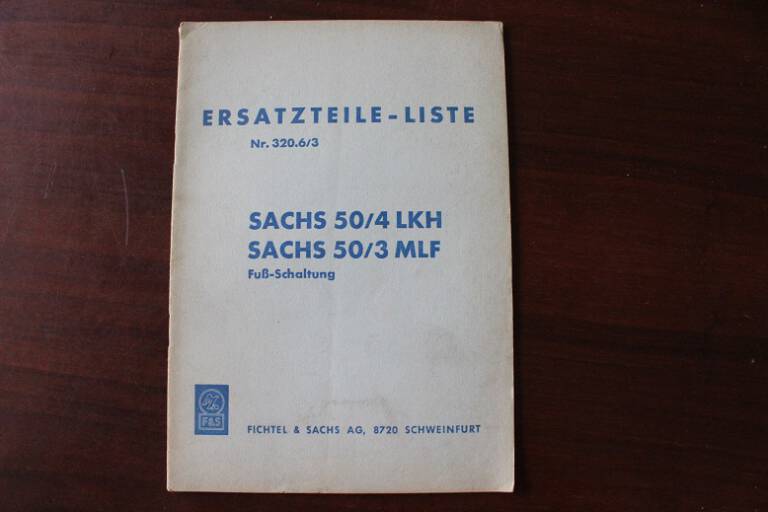 ERSATZTEILE-LISTE
Nr. 320.6/3
SACHS 50/4 LKH
SACHS 50/3 MLF
Fuß-Schaltung
F&S
FICHTEL & SACHS AG, 8720 SCHWEINFURT